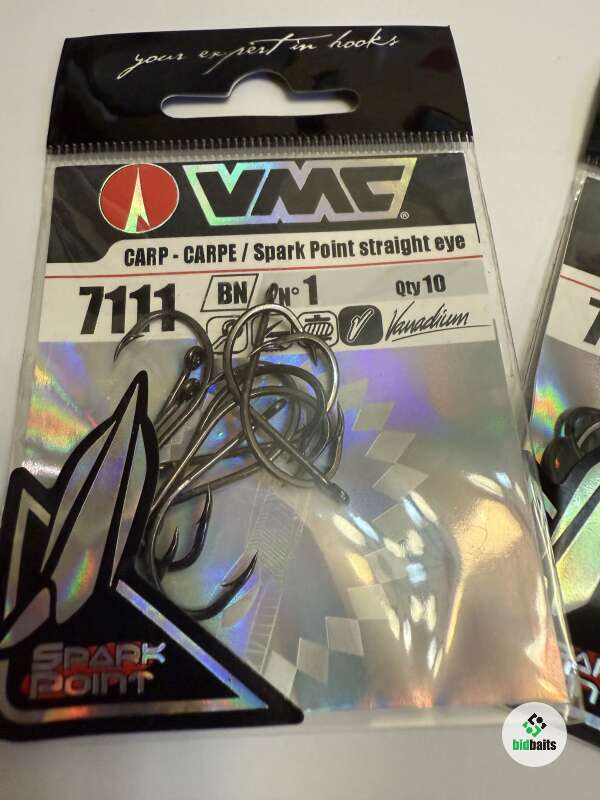 your expert in hooks
VMC®
CARP - CARPE / Spark Point straight eye
7111 BN N° 1 Qty 10
Vanadium
SPARK
POINT
bidbaits